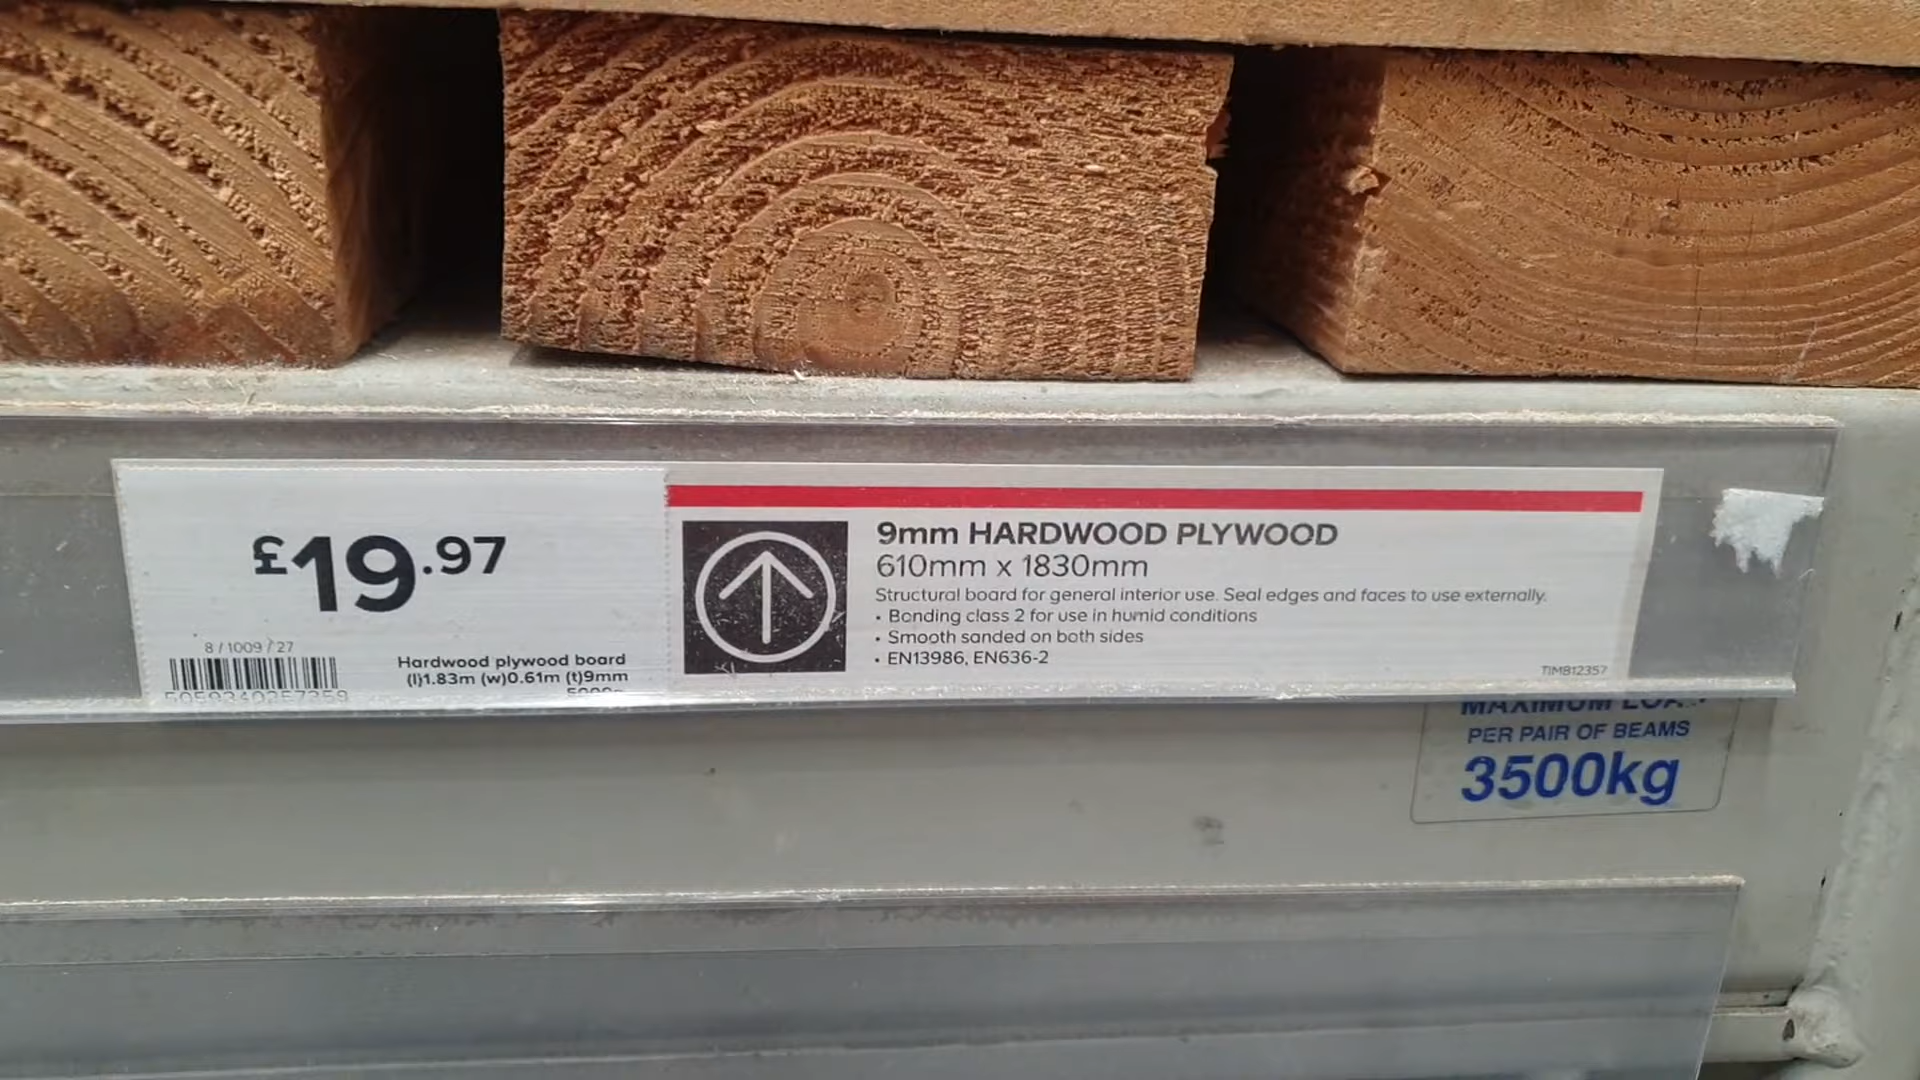 £19.97
8/1009/27
Hardwood plywood board
(l)1.83m (w)0.61m (t)9mm
9mm HARDWOOD PLYWOOD
610mm x 1830mm
Structural board for general interior use. Seal edges and faces to use externally.
• Bonding class 2 for use in humid conditions
• Smooth sanded on both sides
• EN13986, EN636-2
TIMB12357
MAXIMUM
PER PAIR OF BEAMS
3500kg